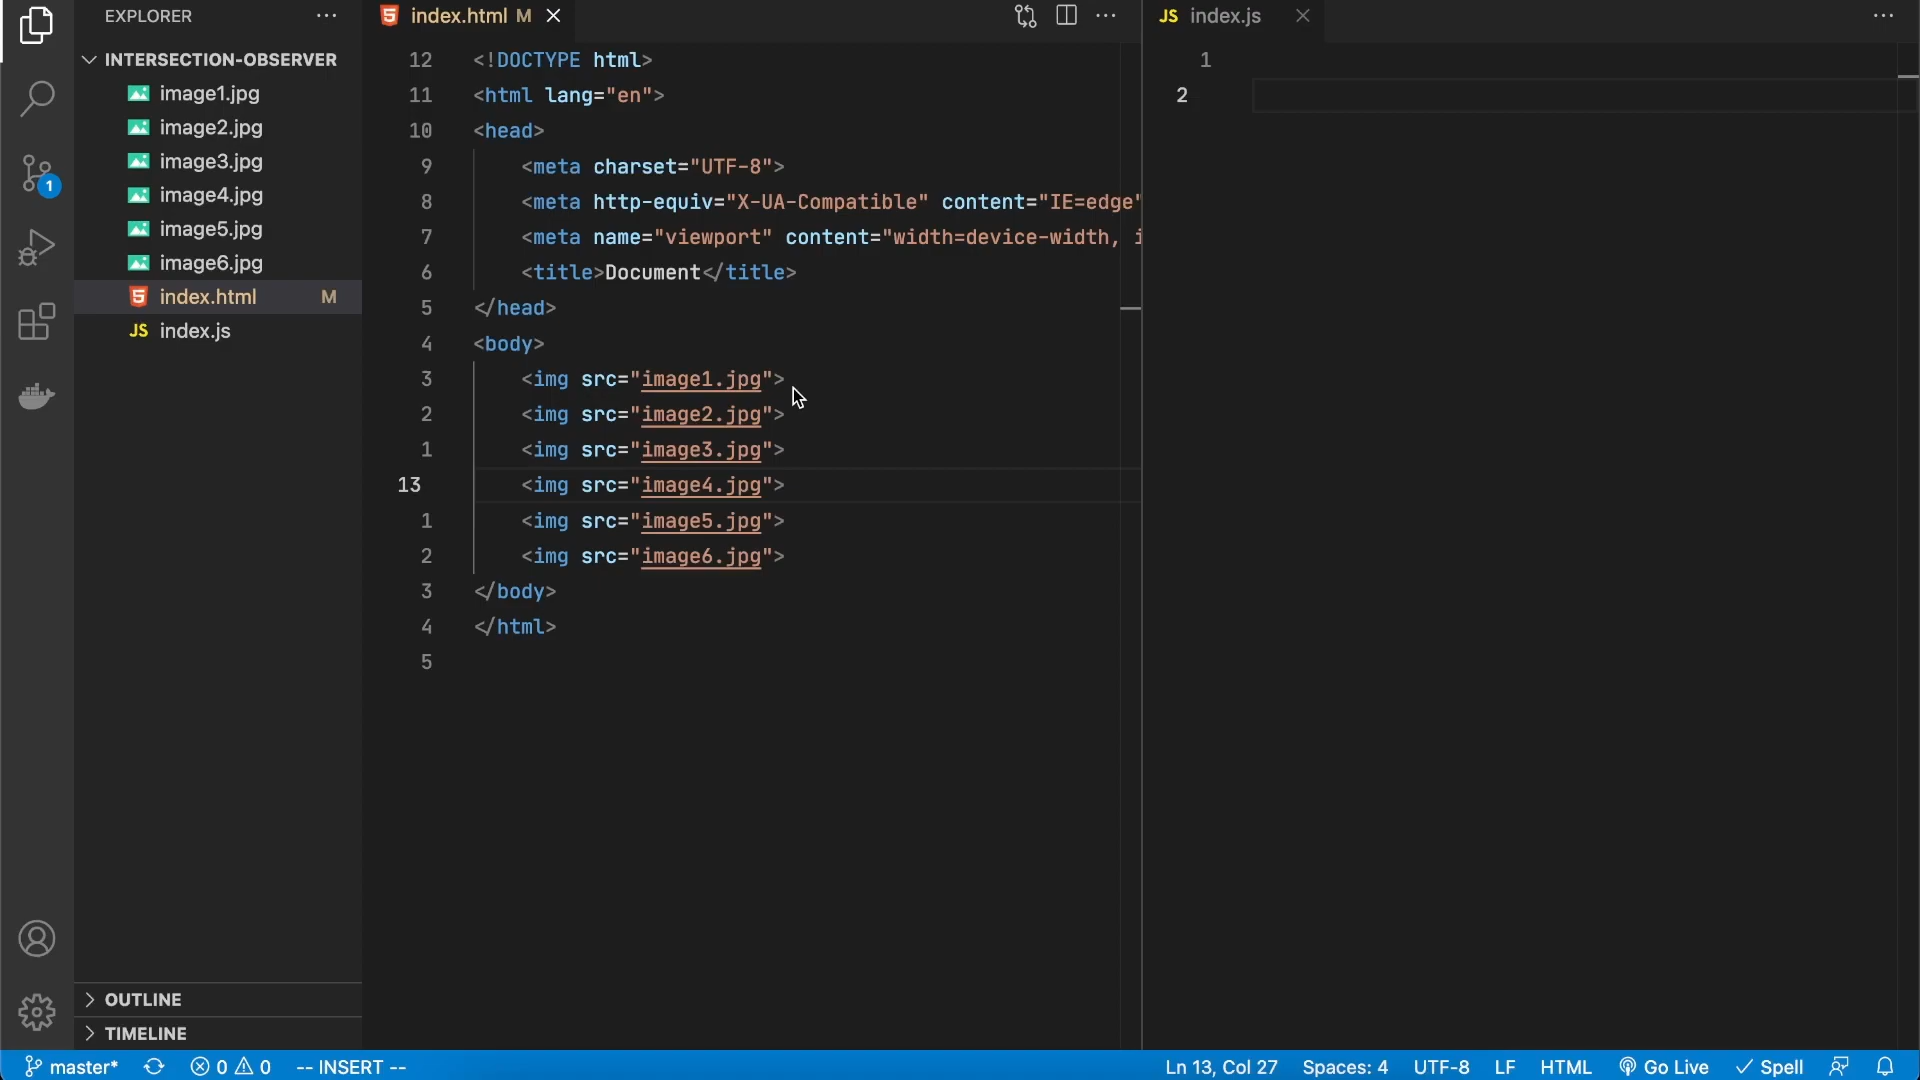 EXPLORER
INTERSECTION-OBSERVER
image1.jpg
image2.jpg
image3.jpg
image4.jpg
image5.jpg
image6.jpg
index.html M
JS index.js
OUTLINE
TIMELINE
1
index.html M
12 <!DOCTYPE html>
11 <html lang="en">
10 <head>
9 <meta charset="UTF-8">
8 <meta http-equiv="X-UA-Compatible" content="IE=edge"
7 <meta name="viewport" content="width=device-width, i
6 <title>Document</title>
5 </head>
4 <body>
3 <img src="image1.jpg">
2 <img src="image2.jpg">
1 <img src="image3.jpg">
13 <img src="image4.jpg">
1 <img src="image5.jpg">
2 <img src="image6.jpg">
3 </body>
4 </html>
5
JS index.js
1
2
master* 0 0 -- INSERT -- Ln 13, Col 27 Spaces: 4 UTF-8 LF HTML Go Live Spell